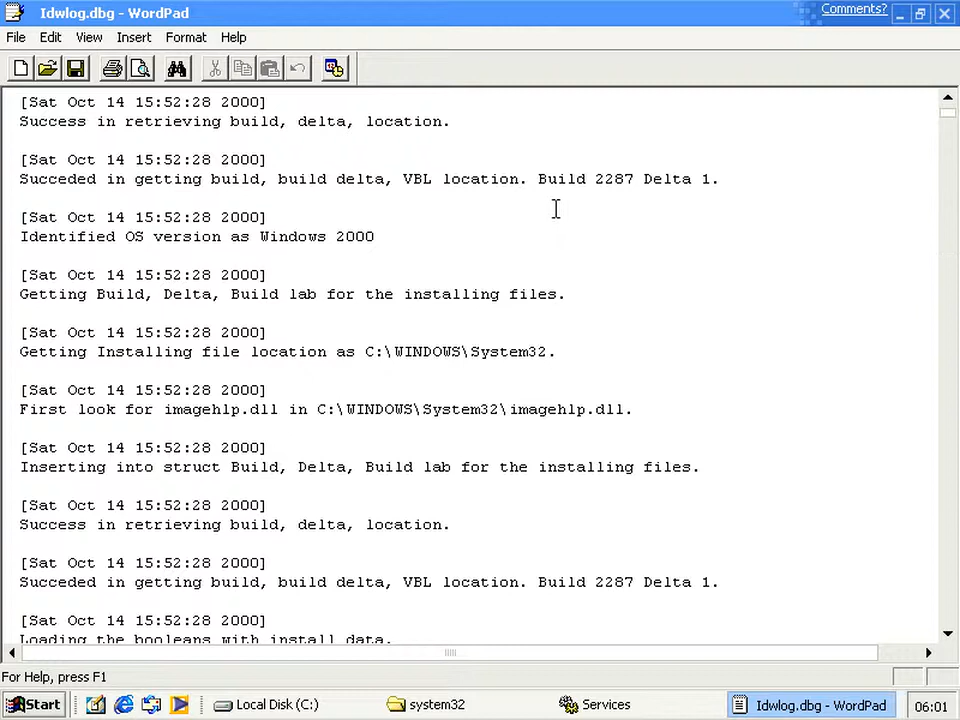 Idwlog.dbg - WordPad
Comments?
File Edit View Insert Format Help
[Sat Oct 14 15:52:28 2000]
Success in retrieving build, delta, location.
[Sat Oct 14 15:52:28 2000]
Succeded in getting build, build delta, VBL location. Build 2287 Delta 1.
[Sat Oct 14 15:52:28 2000]
Identified OS version as Windows 2000
[Sat Oct 14 15:52:28 2000]
Getting Build, Delta, Build lab for the installing files.
[Sat Oct 14 15:52:28 2000]
Getting Installing file location as C:\WINDOWS\System32.
[Sat Oct 14 15:52:28 2000]
First look for imagehlp.dll in C:\WINDOWS\System32\imagehlp.dll.
[Sat Oct 14 15:52:28 2000]
Inserting into struct Build, Delta, Build lab for the installing files.
[Sat Oct 14 15:52:28 2000]
Success in retrieving build, delta, location.
[Sat Oct 14 15:52:28 2000]
Succeded in getting build, build delta, VBL location. Build 2287 Delta 1.
[Sat Oct 14 15:52:28 2000]
Loading the booleans with install data.
For Help, press F1
Start Local Disk (C:) system32 Services Idwlog.dbg - WordPad 06:01